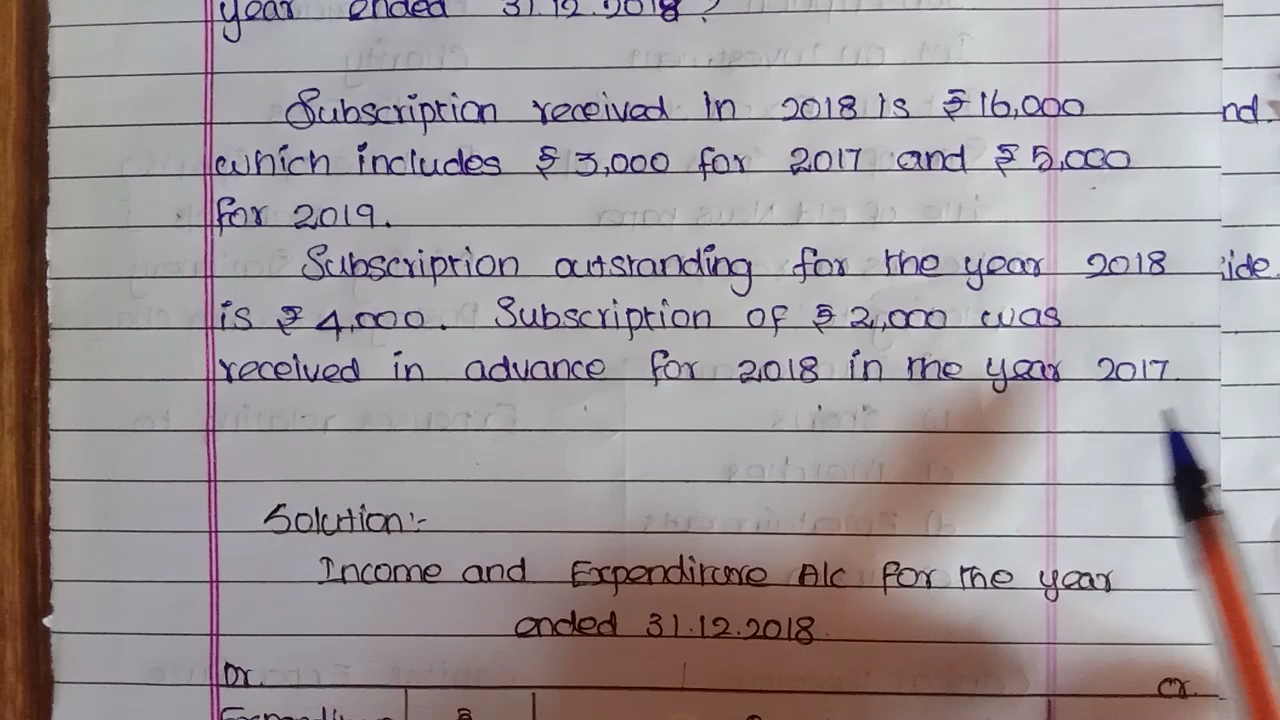 year ended 31.12.2018?
Subscription received in 2018 is ₹16,000
which includes ₹3,000 for 2017 and ₹5,000
for 2019.
Subscription outstanding for the year 2018
is ₹4,000. Subscription of ₹2,000 was
received in advance for 2018 in the year 2017.
Solution:-
Income and Expenditure A/c for the year
ended 31.12.2018.
Dr. Cr.
₹